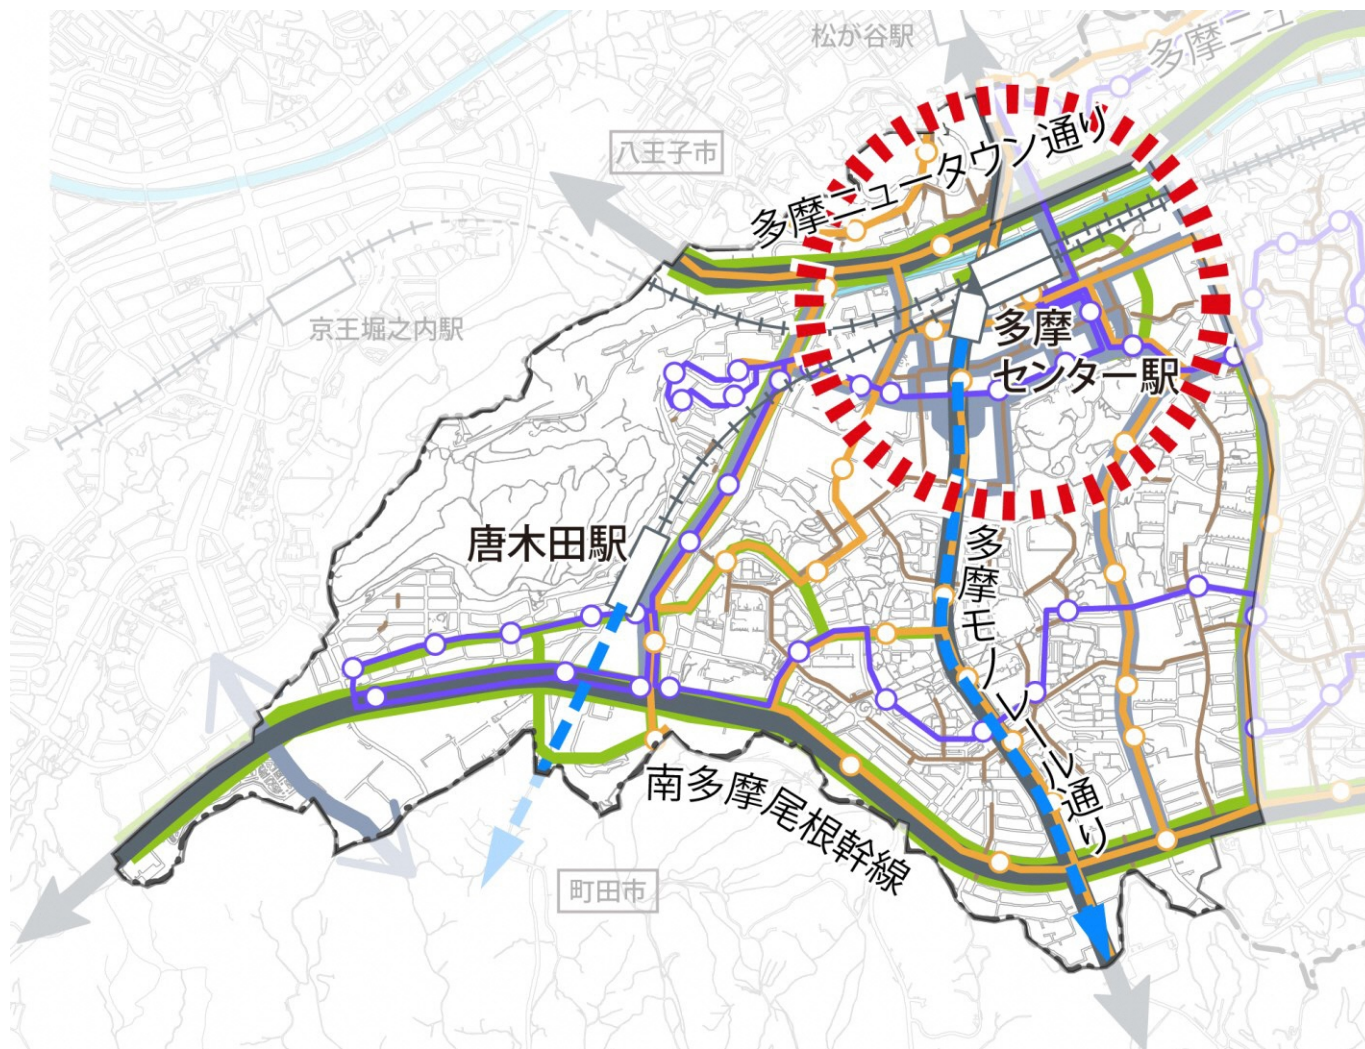 松が谷駅
多摩ニュ
八王子市
多摩ニュータウン通り
京王堀之内駅
多摩
センター駅
唐木田駅
多摩モノレール通り
南多摩尾根幹線
町田市